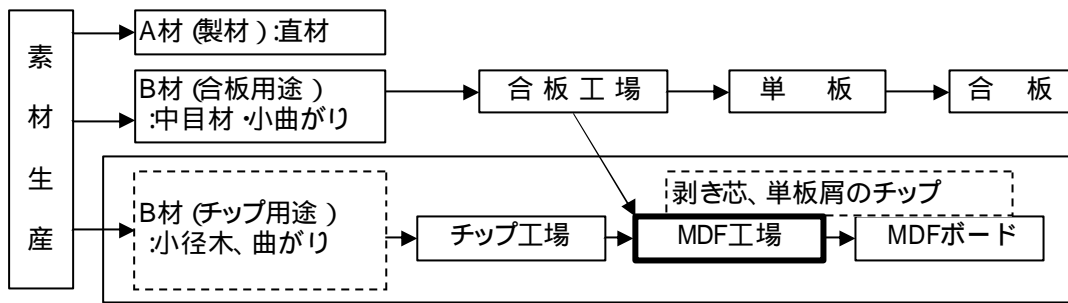 素材生産
A材(製材):直材
B材(合板用途)
:中目材・小曲がり
合板工場
単板
合板
B材(チップ用途)
:小径木、曲がり
チップ工場
剥き芯、単板屑のチップ
MDF工場
MDFボード